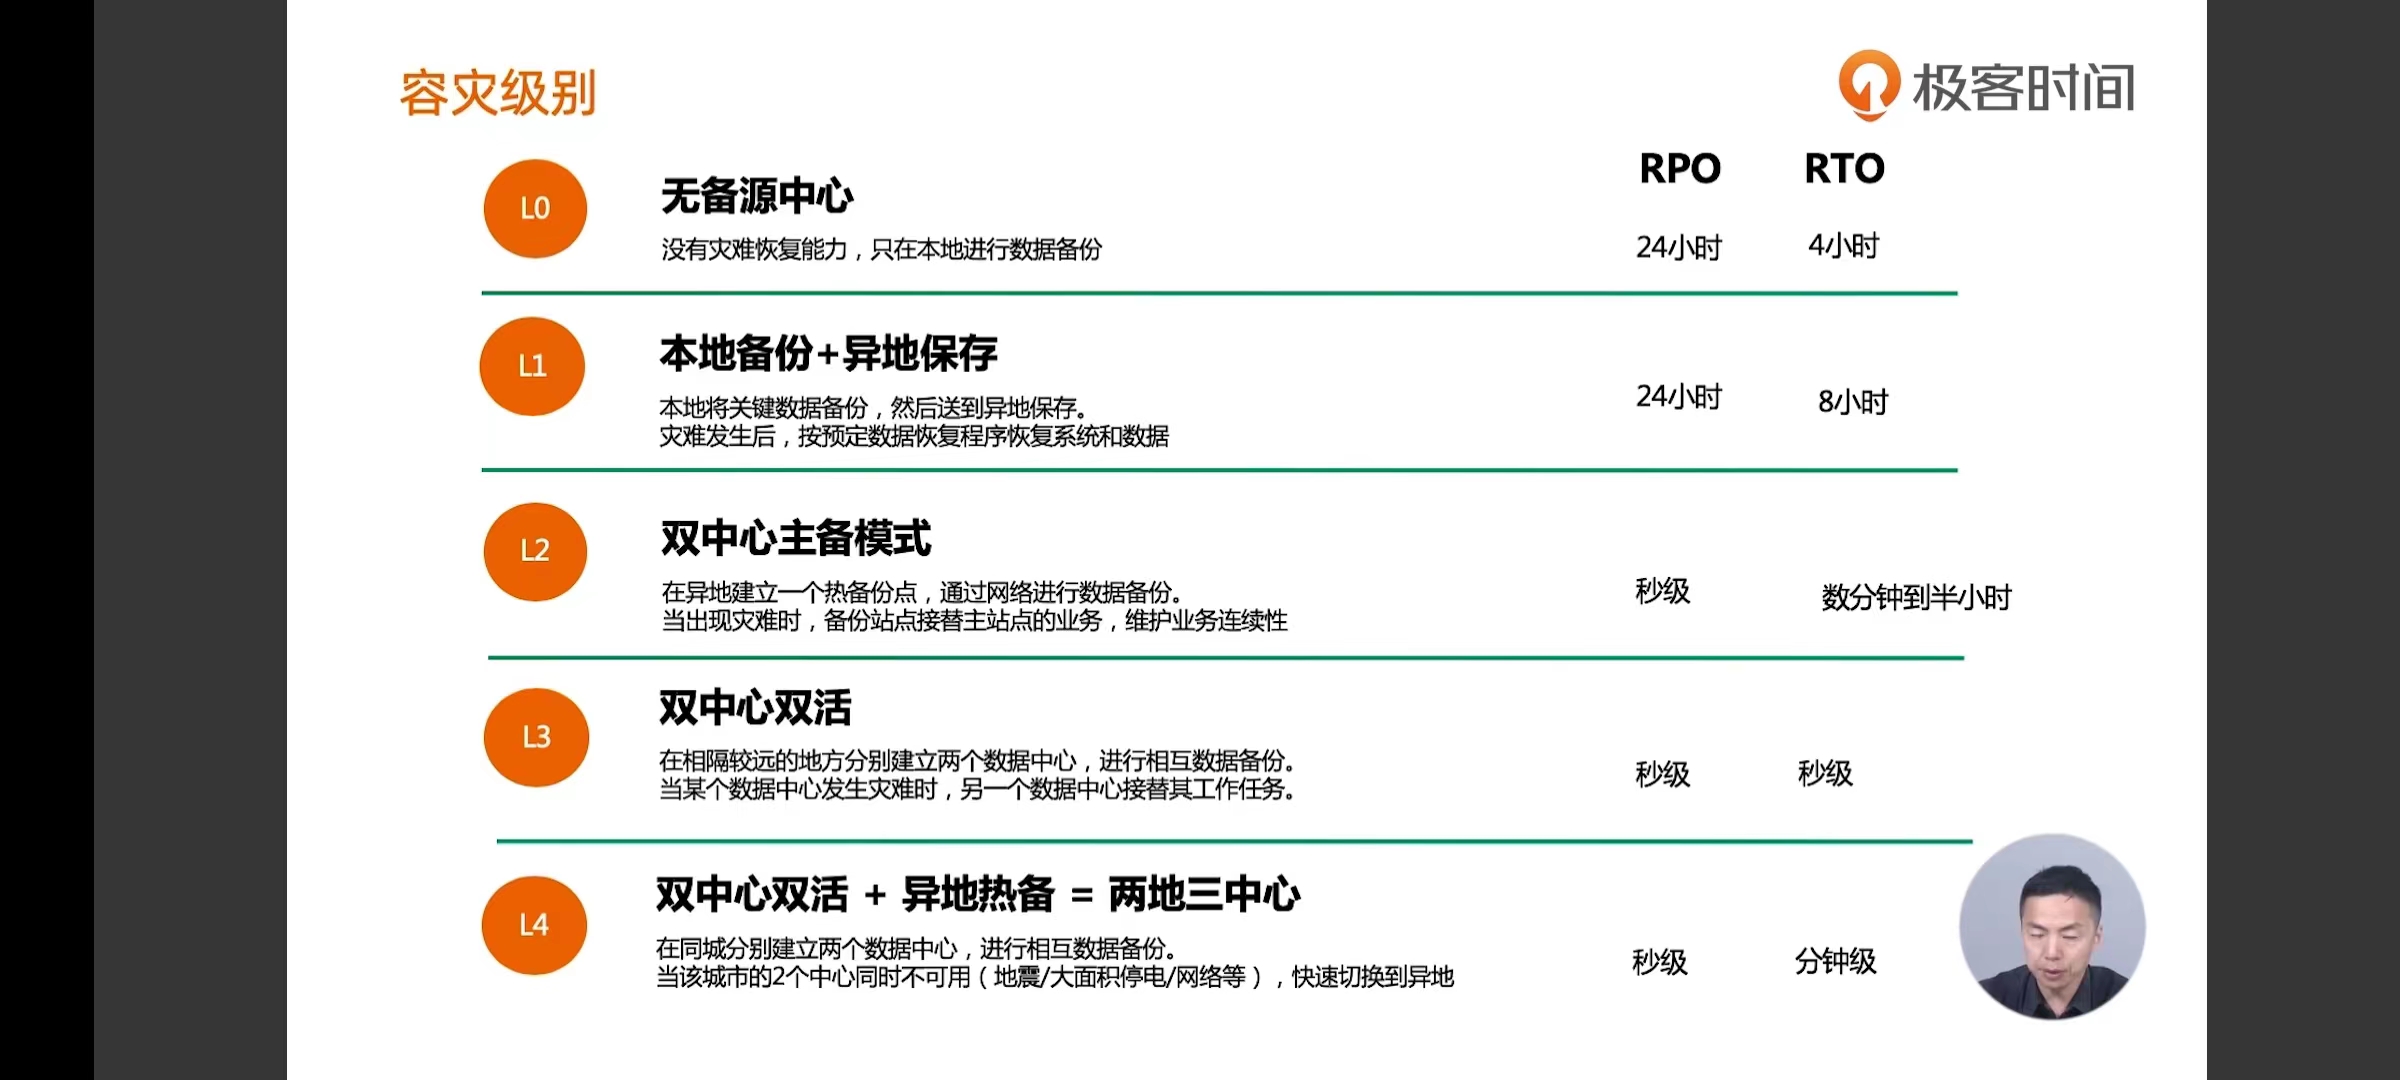 容灾级别
极客时间
RPO
RTO
L0
无备源中心
没有灾难恢复能力，只在本地进行数据备份
24小时
4小时
L1
本地备份+异地保存
本地将关键数据备份，然后送到异地保存。
灾难发生后，按预定数据恢复程序恢复系统和数据
24小时
8小时
L2
双中心主备模式
在异地建立一个热备份点，通过网络进行数据备份。
当出现灾难时，备份站点接替主站点的业务，维护业务连续性
秒级
数分钟到半小时
L3
双中心双活
在相隔较远的地方分别建立两个数据中心，进行相互数据备份。
当某个数据中心发生灾难时，另一个数据中心接替其工作任务。
秒级
秒级
L4
双中心双活 + 异地热备 = 两地三中心
在同城分别建立两个数据中心，进行相互数据备份。
当该城市的2个中心同时不可用（地震/大面积停电/网络等），快速切换到异地
秒级
分钟级